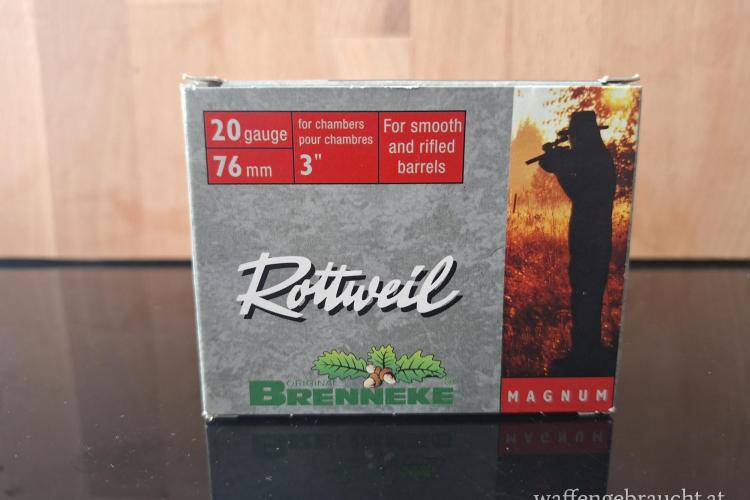 20 gauge
76 mm
for chambers
pour chambres
3"
For smooth
and rifled
barrels
Rottweil
ORIGINAL
BRENNEKE
MAGNUM
waffengebraucht.at